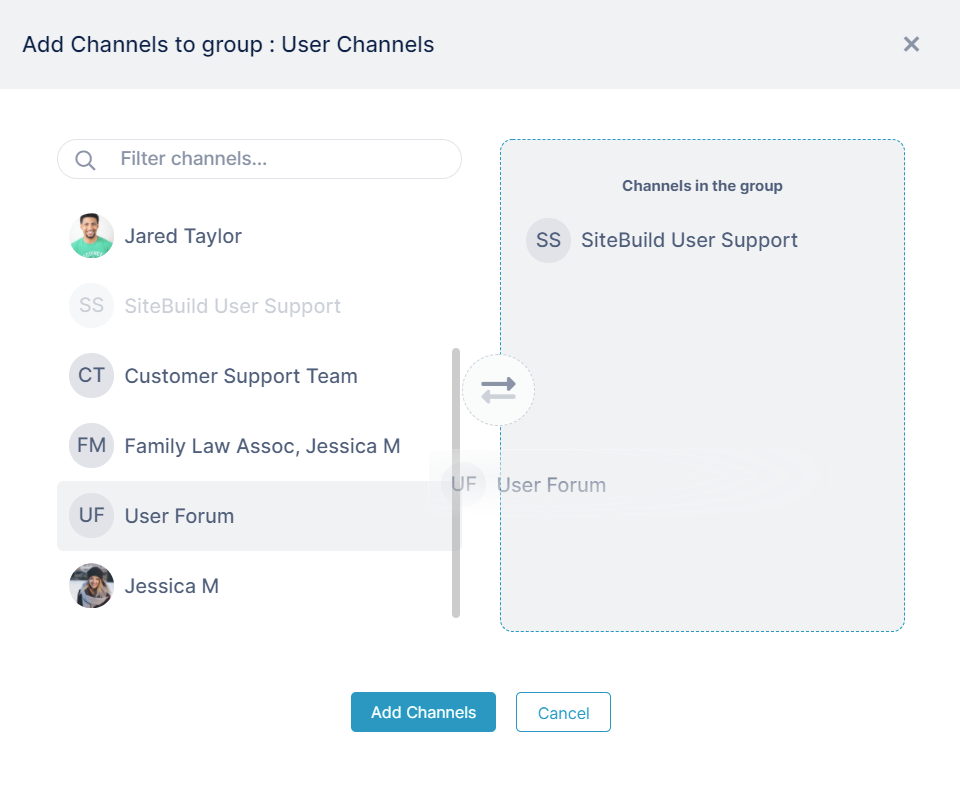 Add Channels to group : User Channels
Filter channels...
Jared Taylor
SS SiteBuild User Support
CT Customer Support Team
FM Family Law Assoc, Jessica M
UF User Forum
Jessica M
Channels in the group
SS SiteBuild User Support
UF User Forum
Add Channels
Cancel